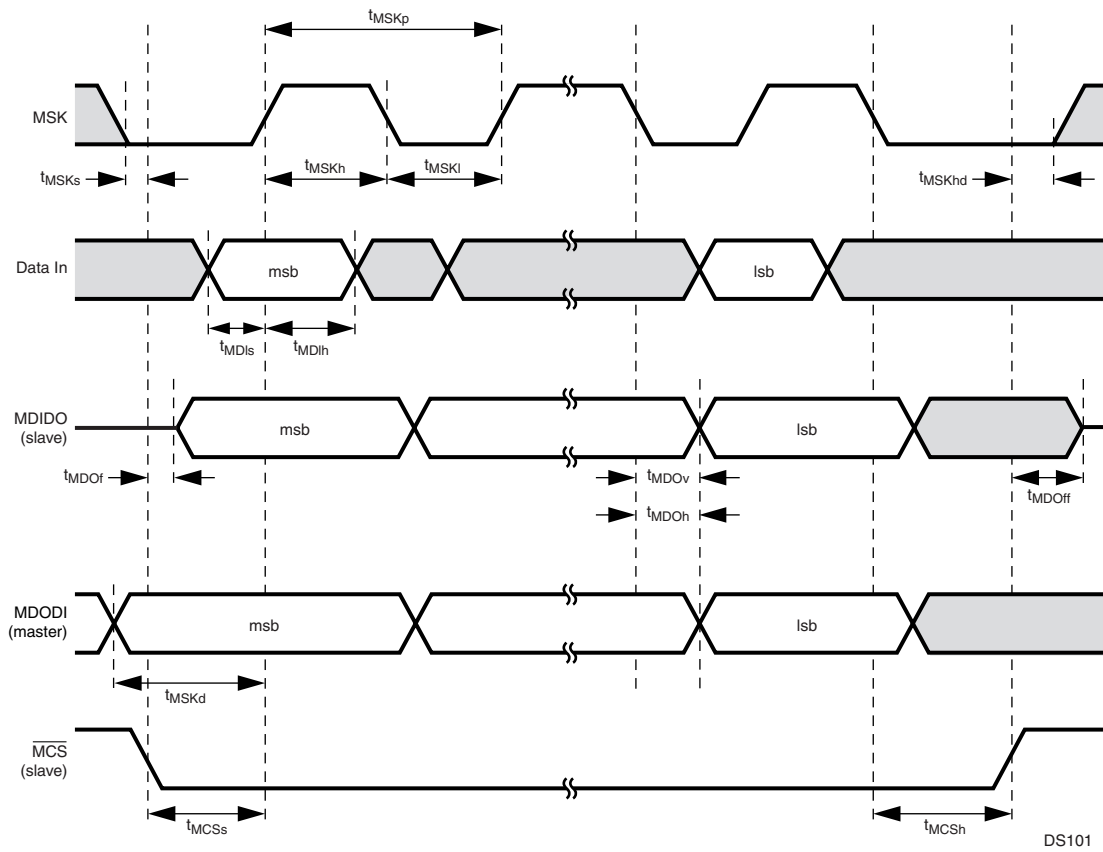 tMSKp
MSK
tMSKs
tMSKh
tMSKl
tMSKhd
Data In
msb
lsb
tMDIs
tMDIh
MDIDO
(slave)
msb
lsb
tMDOf
tMDOv
tMDOff
tMDOh
MDODI
(master)
msb
lsb
tMSKd
MCS
(slave)
tMCSs
tMCSh
DS101